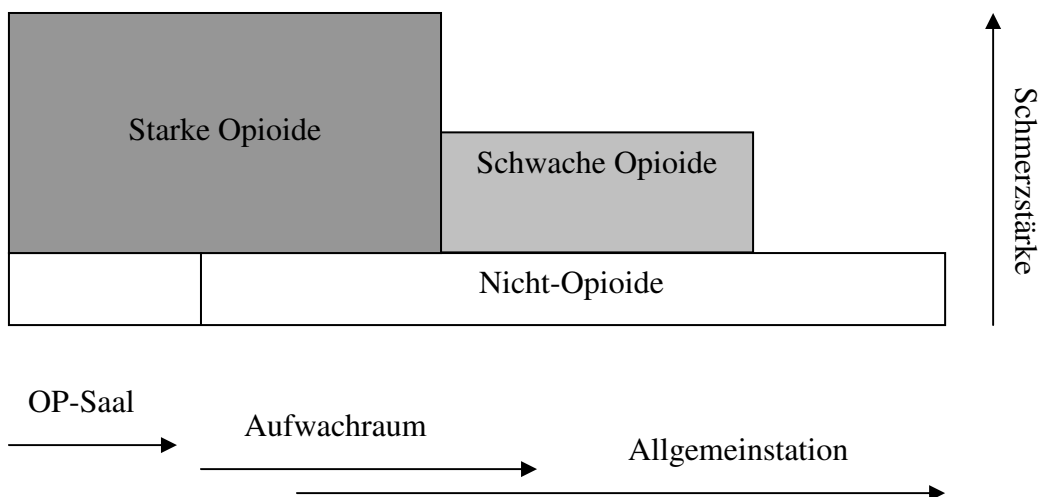 Starke Opioide
Schwache Opioide
Nicht-Opioide
Schmerzstärke
OP-Saal
Aufwachraum
Allgemeinstation